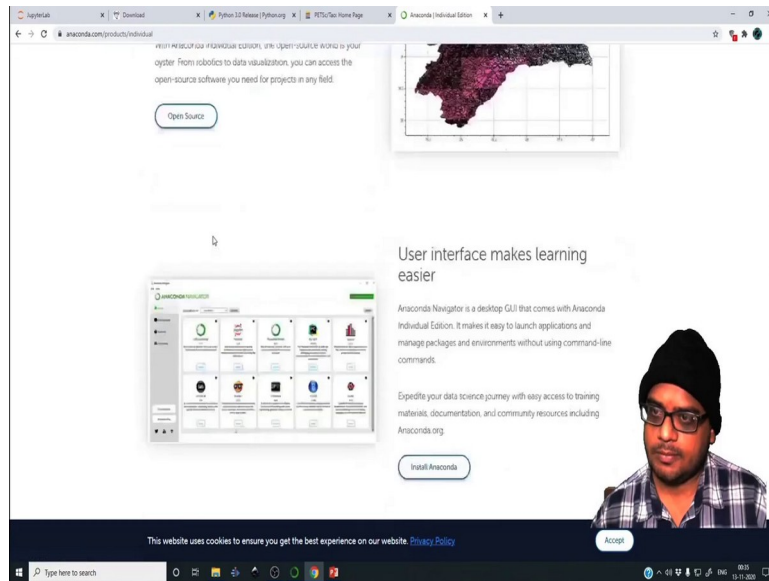 JupyterLab
Download
Python 3.0 Release | Python.org
PETSc/Tao: Home Page
Anaconda | Individual Edition
anaconda.com/products/individual
With Anaconda Individual Edition, the open-source world is your
oyster. From robotics to data visualization, you can access the
open-source software you need for projects in any field.
Open Source
User interface makes learning
easier
Anaconda Navigator is a desktop GUI that comes with Anaconda
Individual Edition. It makes it easy to launch applications and
manage packages and environments without using command-line
commands.
Expedite your data science journey with easy access to training
materials, documentation, and community resources including
Anaconda.org.
Install Anaconda
ANACONDA NAVIGATOR
This website uses cookies to ensure you get the best experience on our website. Privacy Policy
Accept
Type here to search
ENG
00:35
13-11-2020